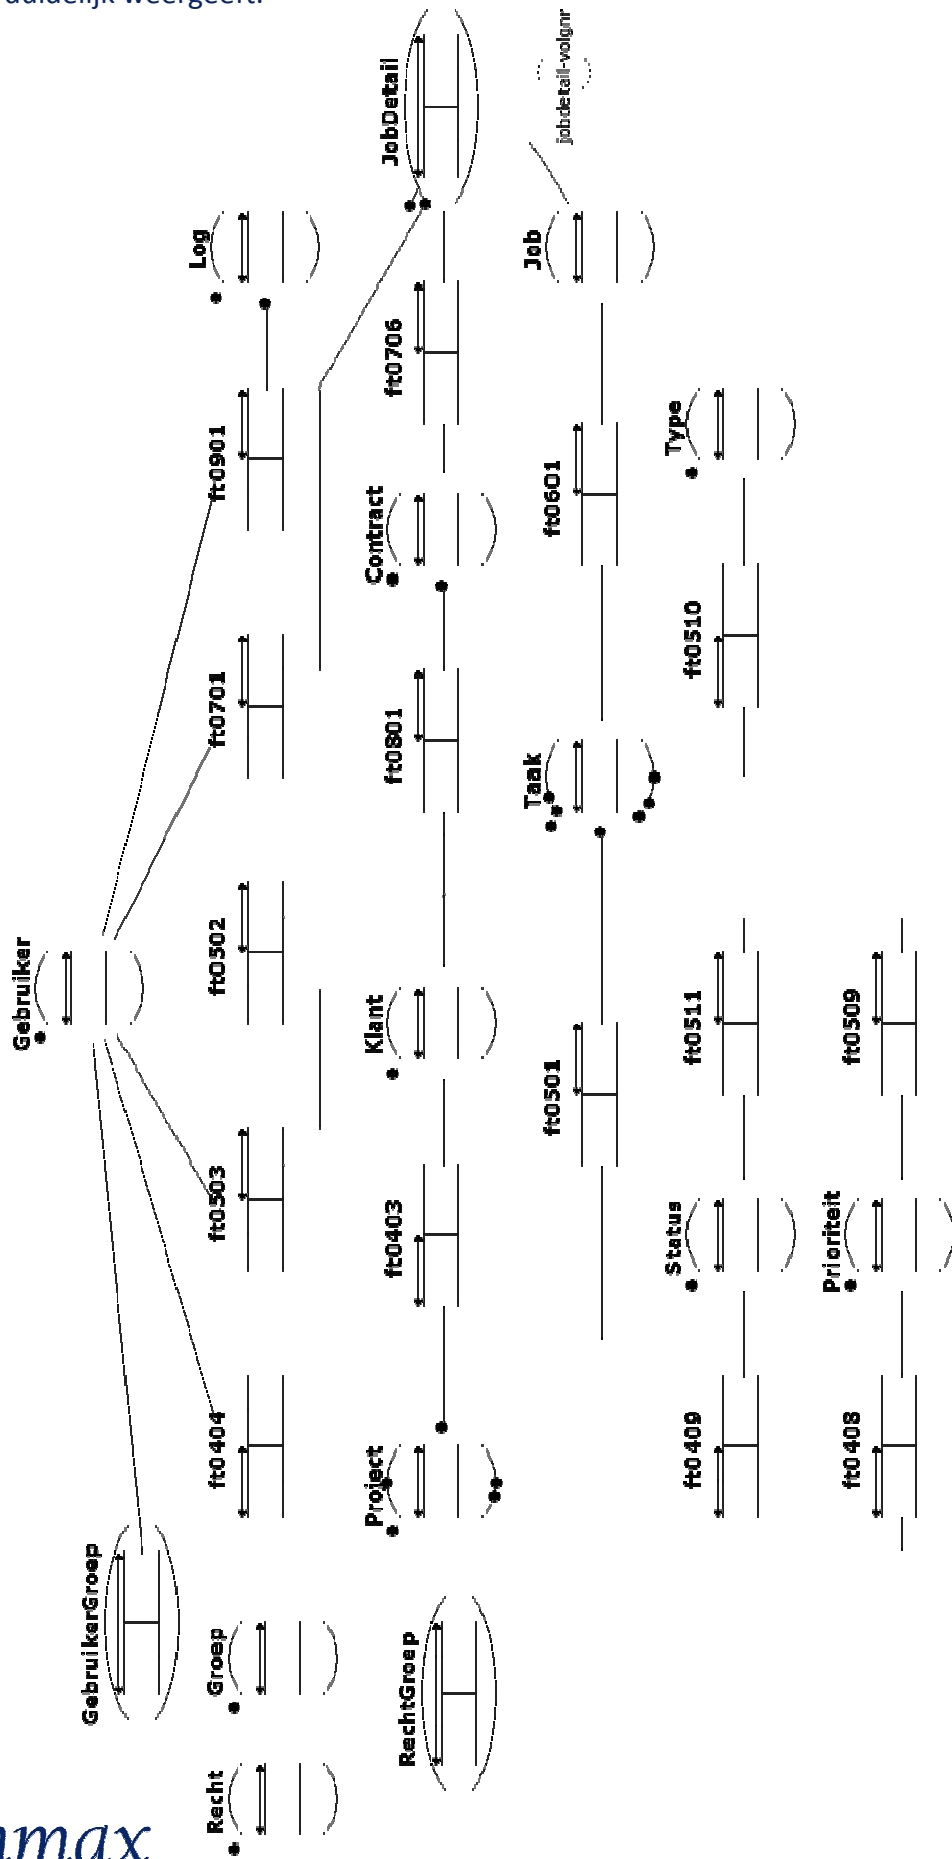 duidelijk weergeeft.
Gebruiker
GebruikerGroep
Recht
Groep
ft0404
ft0503
ft0502
ft0701
ft0901
Log
RechtGroep
Project
ft0403
Klant
ft0801
Contract
ft0706
JobDetail
ft0501
Taak
ft0601
Job
jobdetail-volgnr
ft0409
Status
ft0511
ft0510
Type
ft0408
Prioriteit
ft0509